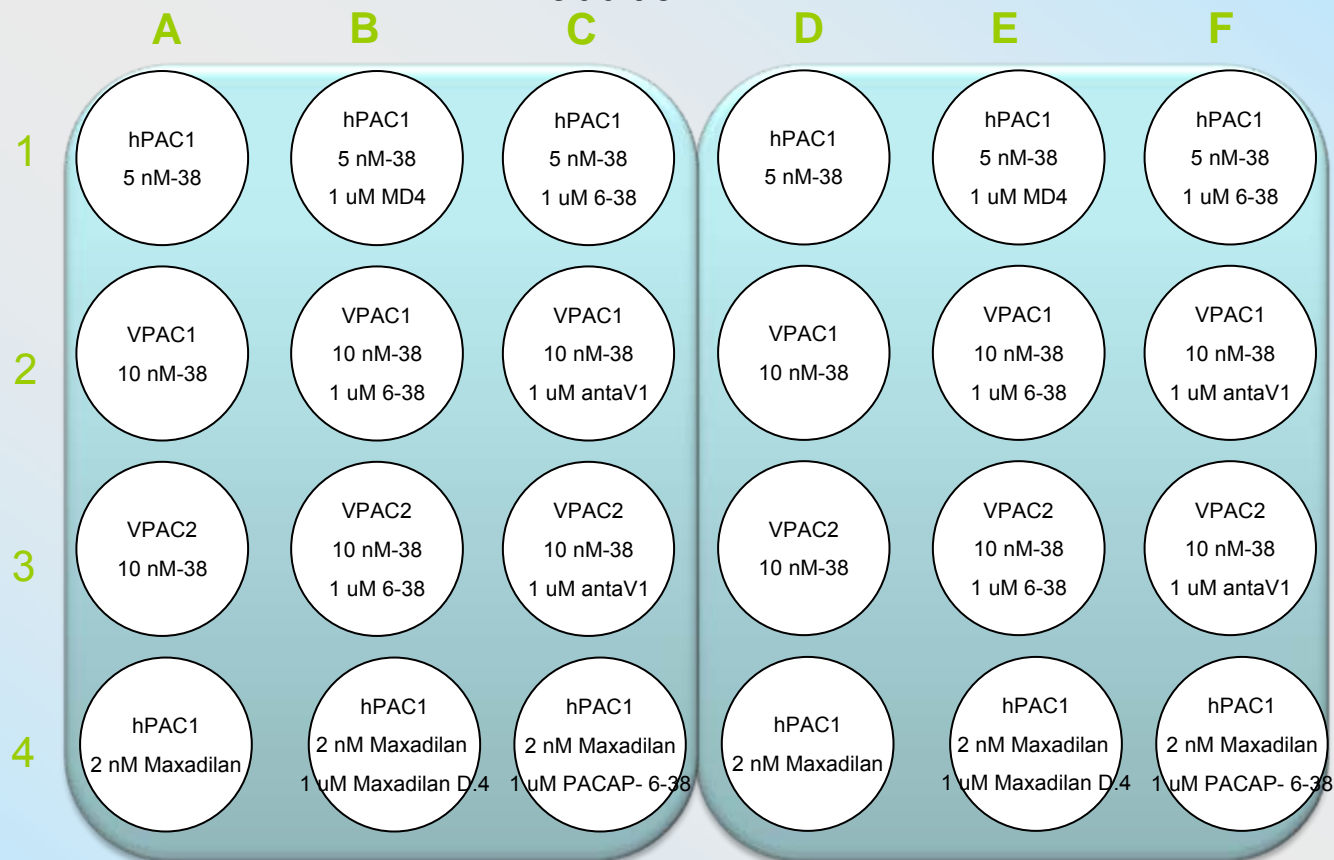 A B C D E F
1
hPAC1
5 nM-38
hPAC1
5 nM-38
1 uM MD4
hPAC1
5 nM-38
1 uM 6-38
hPAC1
5 nM-38
hPAC1
5 nM-38
1 uM MD4
hPAC1
5 nM-38
1 uM 6-38
2
VPAC1
10 nM-38
VPAC1
10 nM-38
1 uM 6-38
VPAC1
10 nM-38
1 uM antaV1
VPAC1
10 nM-38
VPAC1
10 nM-38
1 uM 6-38
VPAC1
10 nM-38
1 uM antaV1
3
VPAC2
10 nM-38
VPAC2
10 nM-38
1 uM 6-38
VPAC2
10 nM-38
1 uM antaV1
VPAC2
10 nM-38
VPAC2
10 nM-38
1 uM 6-38
VPAC2
10 nM-38
1 uM antaV1
4
hPAC1
2 nM Maxadilan
hPAC1
2 nM Maxadilan
1 uM Maxadilan D.4
hPAC1
2 nM Maxadilan
1 uM PACAP- 6-38
hPAC1
2 nM Maxadilan
hPAC1
2 nM Maxadilan
1 uM Maxadilan D.4
hPAC1
2 nM Maxadilan
1 uM PACAP- 6-38